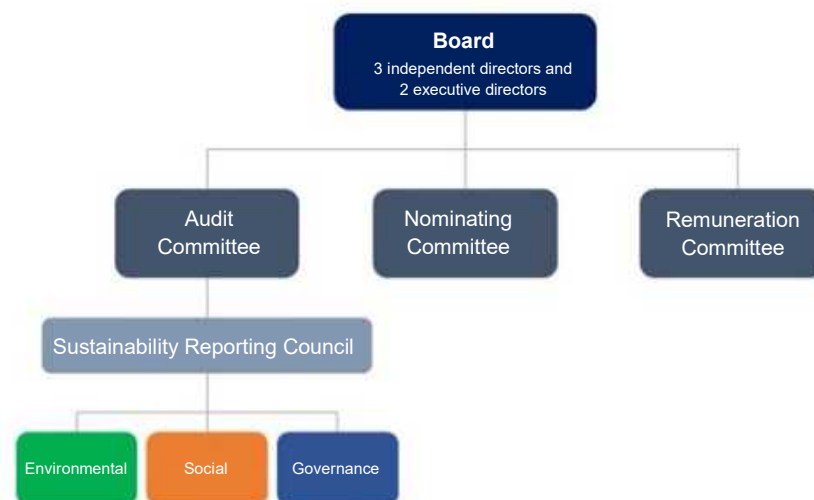 Board
3 independent directors and
2 executive directors
Audit
Committee
Nominating
Committee
Remuneration
Committee
Sustainability Reporting Council
Environmental
Social
Governance